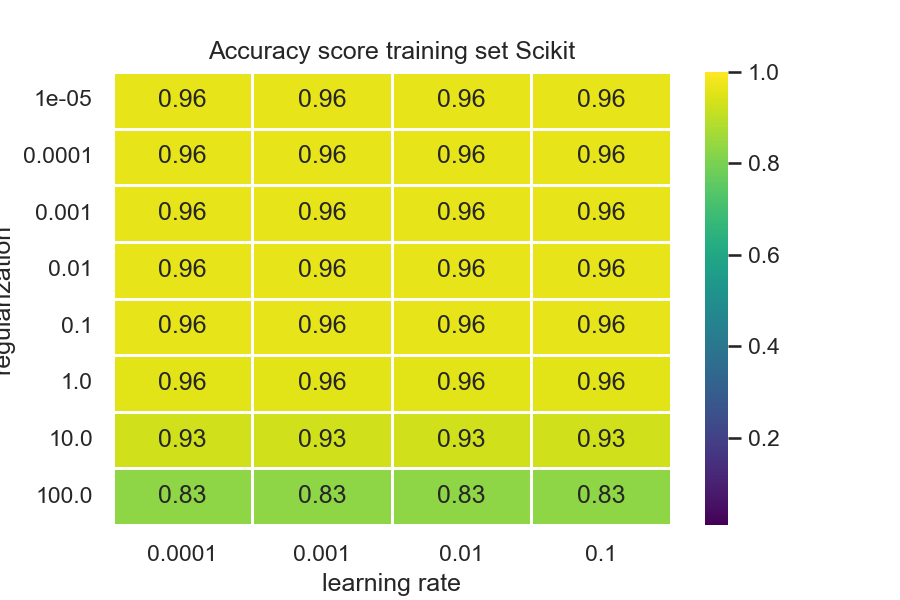 Accuracy score training set Scikit
1e-05 0.96 0.96 0.96 0.96
0.0001 0.96 0.96 0.96 0.96
0.001 0.96 0.96 0.96 0.96
0.01 0.96 0.96 0.96 0.96
0.1 0.96 0.96 0.96 0.96
1.0 0.96 0.96 0.96 0.96
10.0 0.93 0.93 0.93 0.93
100.0 0.83 0.83 0.83 0.83
0.0001 0.001 0.01 0.1
learning rate
regularization
1.0
0.8
0.6
0.4
0.2